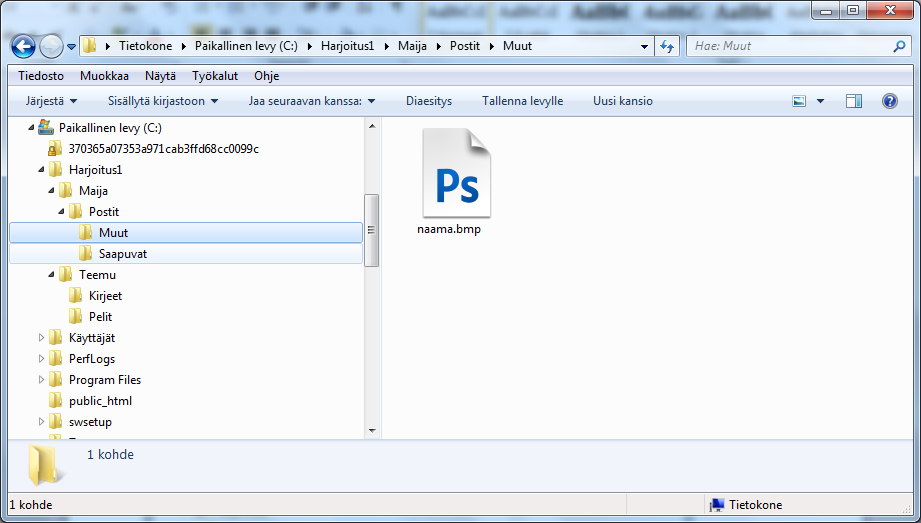 Tietokone Paikallinen levy (C:) Harjoitus1 Maija Postit Muut Hae: Muut
Tiedosto Muokkaa Näytä Työkalut Ohje
Järjestä Sisällytä kirjastoon Jaa seuraavan kanssa: Diaesitys Tallenna levylle Uusi kansio
Paikallinen levy (C:)
370365a07353a971cab3ffd68cc0099c
Harjoitus1
Maija
Postit
Muut
Saapuvat
Teemu
Kirjeet
Pelit
Käyttäjät
PerfLogs
Program Files
public_html
swsetup
Ps
naama.bmp
1 kohde
1 kohde Tietokone